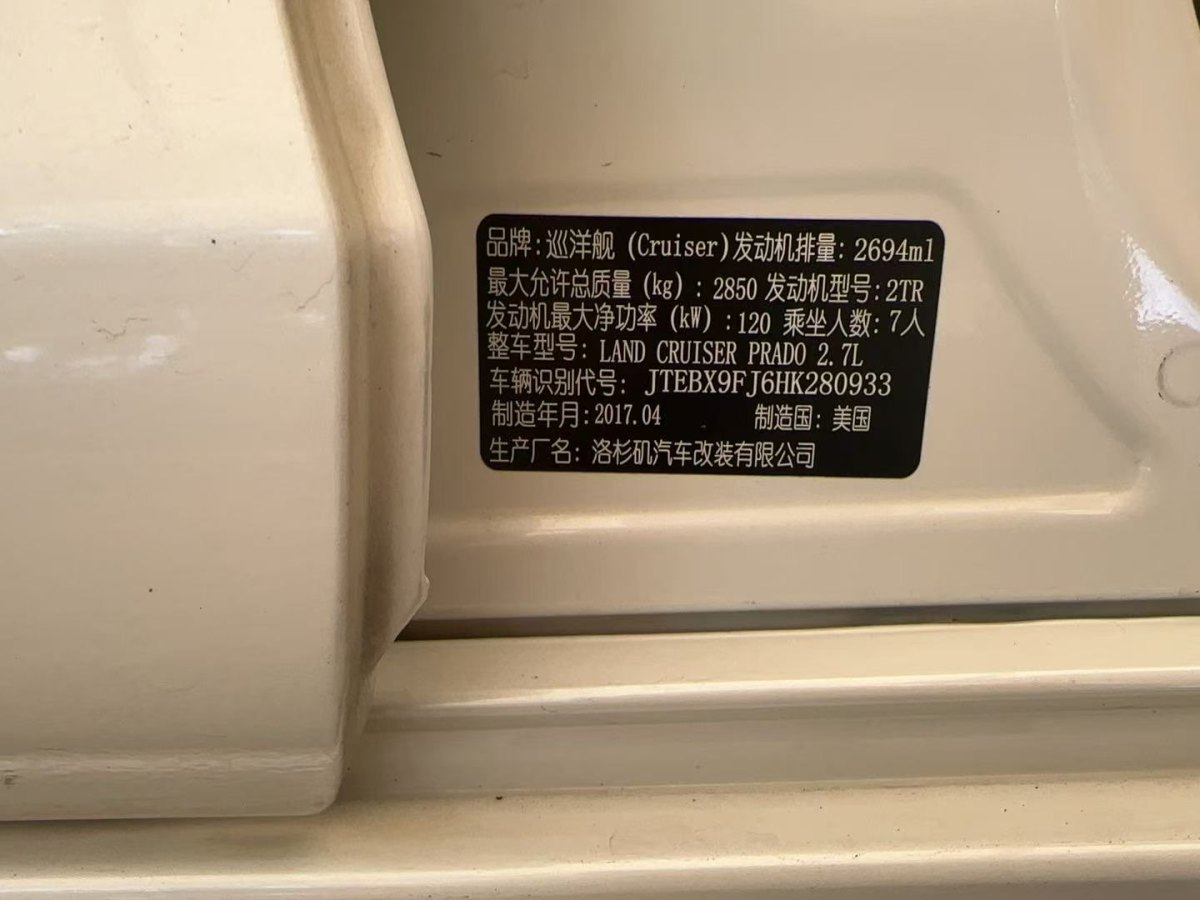 品牌:巡洋舰 (Cruiser)发动机排量: 2694ml
最大允许总质量 (kg) : 2850 发动机型号:2TR
发动机最大净功率 (kW) :120 乘坐人数: 7人
整车型号: LAND CRUISER PRADO 2.7L
车辆识别代号: JTEBX9FJ6HK280933
制造年月:2017.04 制造国: 美国
生产厂名: 洛杉矶汽车改装有限公司